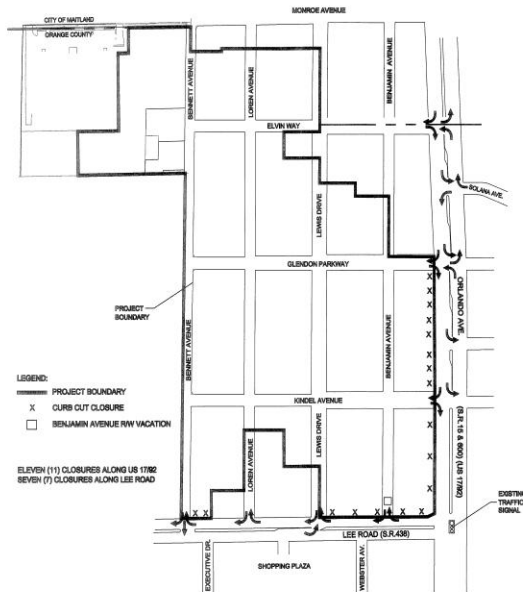 MONROE AVENUE
CITY OF MAITLAND
ORANGE COUNTY
BENNETT AVENUE
LOREN AVENUE
BENJAMIN AVENUE
ELVIN WAY
SOLANA AVE.
LEWIS DRIVE
GLENDON PARKWAY
PROJECT
BOUNDARY
BENNETT AVENUE
BENJAMIN AVENUE
ORLANDO AVE.
(S.R. 15 & 600) (US 17/92)
LEGEND:
PROJECT BOUNDARY
X CURB CUT CLOSURE
BENJAMIN AVENUE R/W VACATION
KINDEL AVENUE
LOREN AVENUE
LEWIS DRIVE
ELEVEN (11) CLOSURES ALONG US 17/92
SEVEN (7) CLOSURES ALONG LEE ROAD
X X X X X X X X X X X
X X X X X X X
EXISTING
TRAFFIC
SIGNAL
LEE ROAD (S.R.438)
EXECUTIVE DR.
SHOPPING PLAZA
WEBSTER AV.